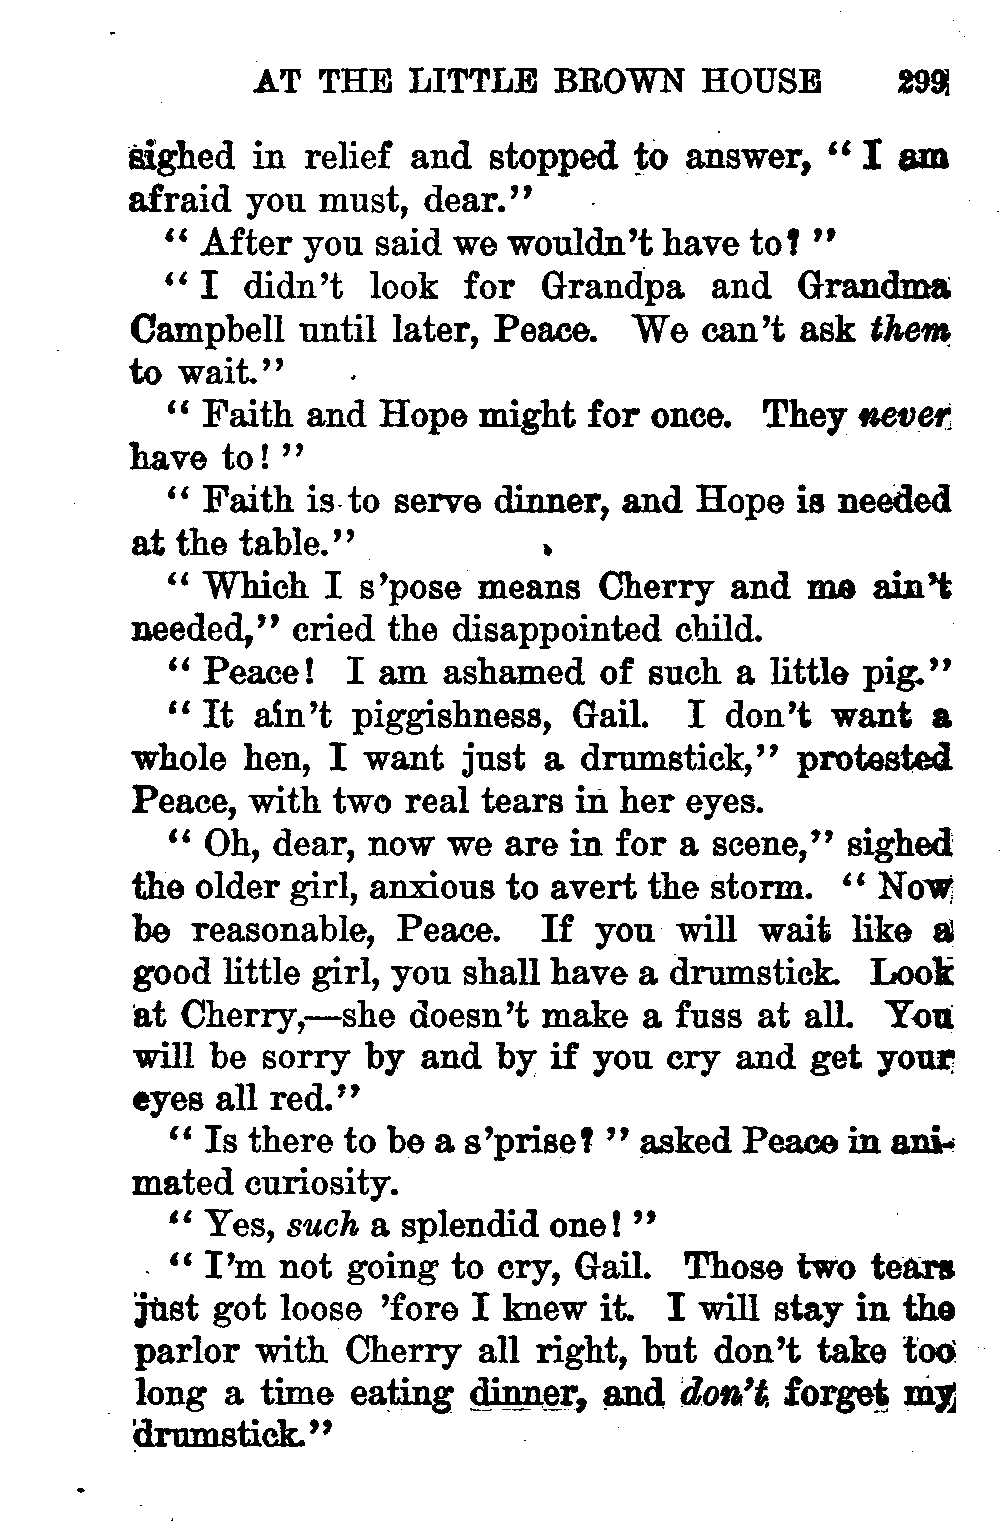 AT THE LITTLE BROWN HOUSE 299
sighed in relief and stopped to answer, “ I am
afraid you must, dear.”
“ After you said we wouldn’t have to? ”
“ I didn’t look for Grandpa and Grandma
Campbell until later, Peace. We can’t ask them
to wait.”
“ Faith and Hope might for once. They never
have to! ”
“ Faith is to serve dinner, and Hope is needed
at the table.”
“ Which I s’pose means Cherry and me ain’t
needed,” cried the disappointed child.
“ Peace! I am ashamed of such a little pig.”
“ It ain’t piggishness, Gail. I don’t want a
whole hen, I want just a drumstick,” protested
Peace, with two real tears in her eyes.
“ Oh, dear, now we are in for a scene,” sighed
the older girl, anxious to avert the storm. “ Now
be reasonable, Peace. If you will wait like a
good little girl, you shall have a drumstick. Look
at Cherry,—she doesn’t make a fuss at all. You
will be sorry by and by if you cry and get your
eyes all red.”
“ Is there to be a s’prise? ” asked Peace in ani-
mated curiosity.
“ Yes, such a splendid one! ”
“ I’m not going to cry, Gail. Those two tears
just got loose ’fore I knew it. I will stay in the
parlor with Cherry all right, but don’t take too
long a time eating dinner, and don’t forget my
drumstick.”